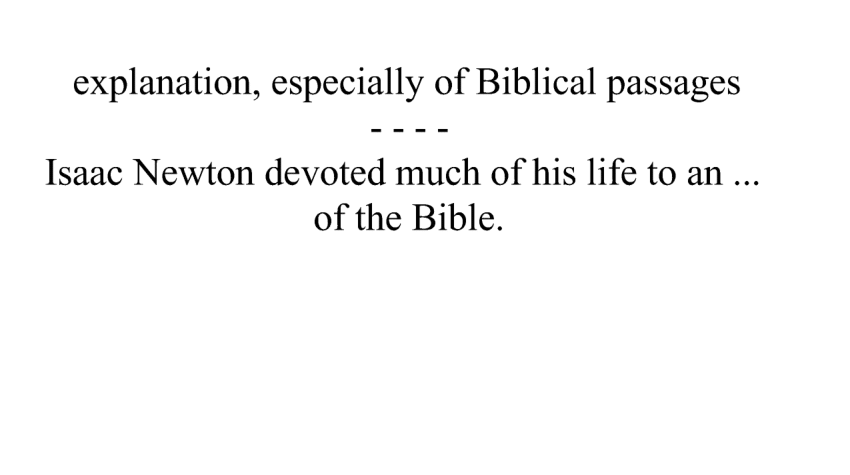 explanation, especially of Biblical passages
- - - -
Isaac Newton devoted much of his life to an ...
of the Bible.